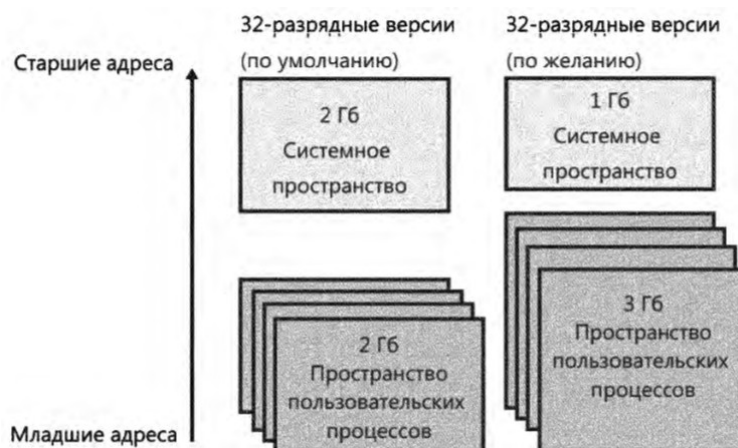 32-разрядные версии
(по умолчанию)
32-разрядные версии
(по желанию)
Старшие адреса
2 Гб
Системное
пространство
1 Гб
Системное
пространство
2 Гб
Пространство
пользовательских
процессов
3 Гб
Пространство
пользовательских
процессов
Младшие адреса